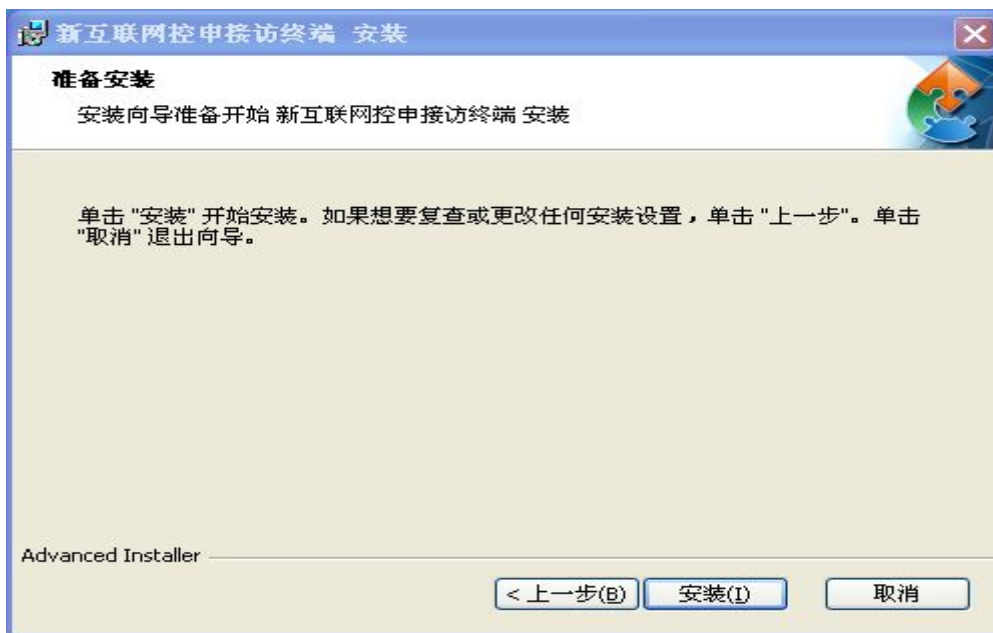 新互联网控申接访终端 安装
准备安装
安装向导准备开始 新互联网控申接访终端 安装
单击 "安装" 开始安装。如果想要复查或更改任何安装设置，单击 "上一步"。单击
"取消" 退出向导。
Advanced Installer
< 上一步(B)
安装(I)
取消